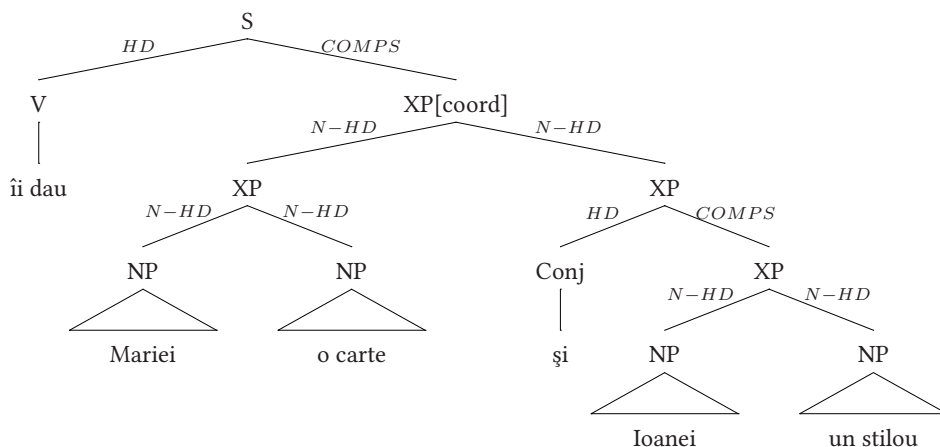 S
HD COMPS
V XP[coord]
N−HD N−HD
îi dau XP XP
N−HD N−HD HD COMPS
NP NP Conj XP
N−HD N−HD
Mariei o carte şi NP NP
Ioanei un stilou